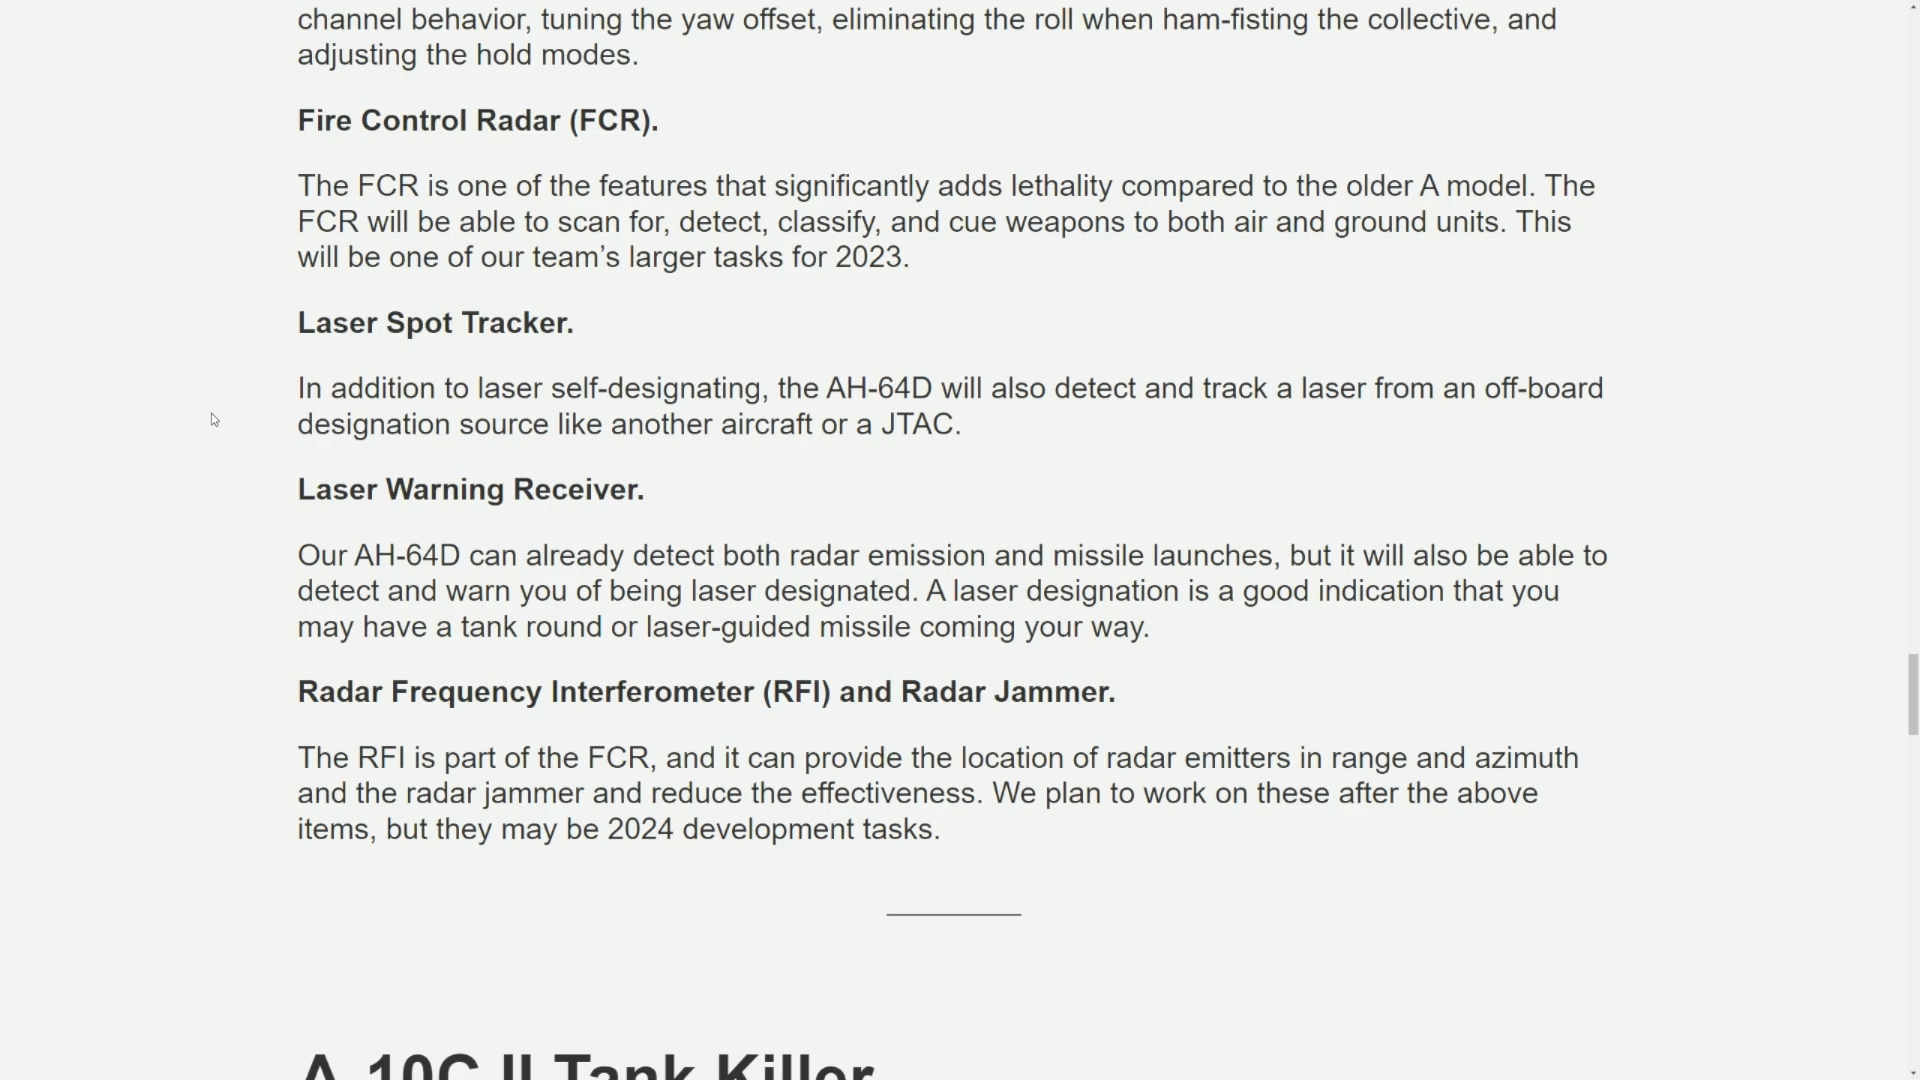 channel behavior, tuning the yaw offset, eliminating the roll when ham-fisting the collective, and
adjusting the hold modes.
Fire Control Radar (FCR).
The FCR is one of the features that significantly adds lethality compared to the older A model. The
FCR will be able to scan for, detect, classify, and cue weapons to both air and ground units. This
will be one of our team’s larger tasks for 2023.
Laser Spot Tracker.
In addition to laser self-designating, the AH-64D will also detect and track a laser from an off-board
designation source like another aircraft or a JTAC.
Laser Warning Receiver.
Our AH-64D can already detect both radar emission and missile launches, but it will also be able to
detect and warn you of being laser designated. A laser designation is a good indication that you
may have a tank round or laser-guided missile coming your way.
Radar Frequency Interferometer (RFI) and Radar Jammer.
The RFI is part of the FCR, and it can provide the location of radar emitters in range and azimuth
and the radar jammer and reduce the effectiveness. We plan to work on these after the above
items, but they may be 2024 development tasks.
A-10C II Tank Killer